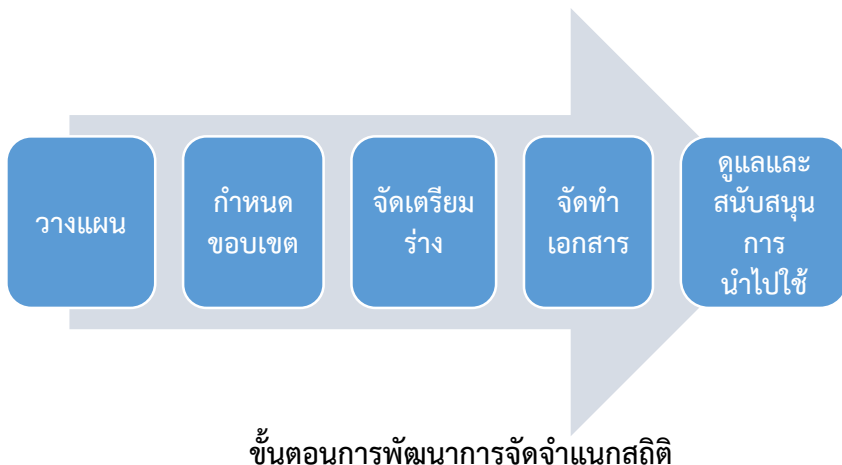 วางแผน
กำหนด
ขอบเขต
จัดเตรียม
ร่าง
จัดทำ
เอกสาร
ดูแลและ
สนับสนุน
การ
นำไปใช้
ขั้นตอนการพัฒนาการจัดจำแนกสถิติ